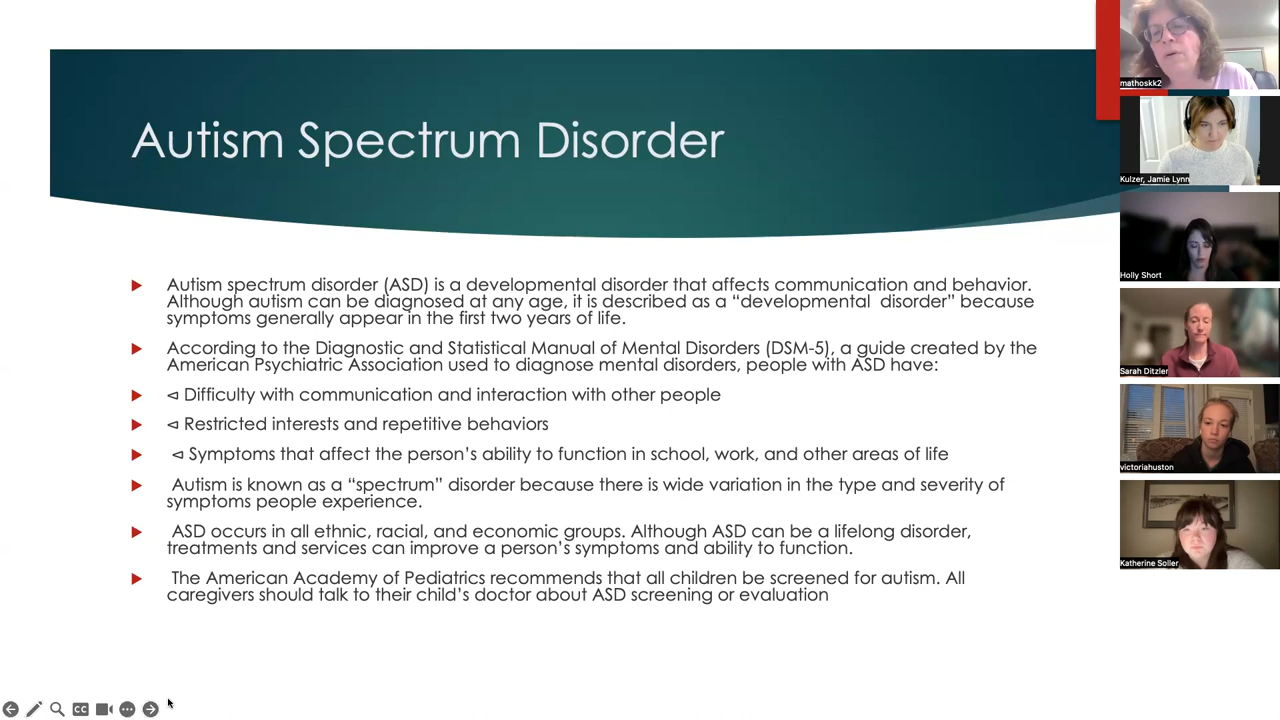 Autism Spectrum Disorder
Autism spectrum disorder (ASD) is a developmental disorder that affects communication and behavior.
Although autism can be diagnosed at any age, it is described as a “developmental  disorder” because
symptoms generally appear in the first two years of life.
According to the Diagnostic and Statistical Manual of Mental Disorders (DSM-5), a guide created by the
American Psychiatric Association used to diagnose mental disorders, people with ASD have:
⊲ Difficulty with communication and interaction with other people
⊲ Restricted interests and repetitive behaviors
⊲ Symptoms that affect the person’s ability to function in school, work, and other areas of life
Autism is known as a “spectrum” disorder because there is wide variation in the type and severity of
symptoms people experience.
ASD occurs in all ethnic, racial, and economic groups. Although ASD can be a lifelong disorder,
treatments and services can improve a person’s symptoms and ability to function.
The American Academy of Pediatrics recommends that all children be screened for autism. All
caregivers should talk to their child’s doctor about ASD screening or evaluation
mathoskk2
Kulzer, Jamie Lynn
Holly Short
Sarah Ditzler
victoriahuston
Katherine Soller
CC